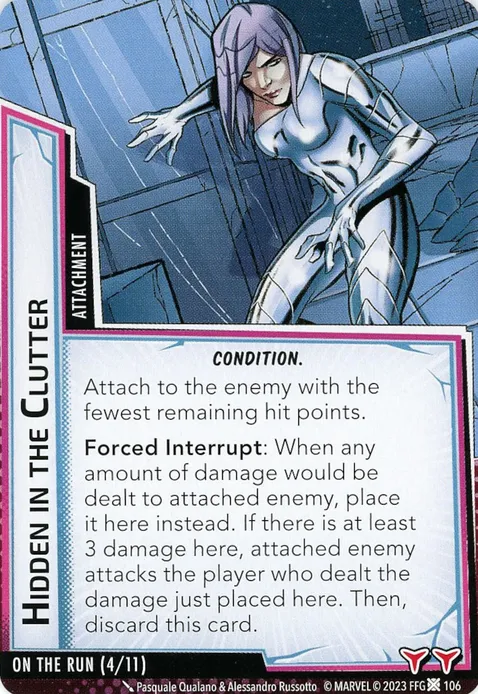 HIDDEN IN THE CLUTTER
ATTACHMENT
CONDITION.
Attach to the enemy with the
fewest remaining hit points.
Forced Interrupt: When any
amount of damage would be
dealt to attached enemy, place
it here instead. If there is at least
3 damage here, attached enemy
attacks the player who dealt the
damage just placed here. Then,
discard this card.
ON THE RUN (4/11)
Pasquale Qualano & Alessandro Russotto © MARVEL © 2023 FFG 106